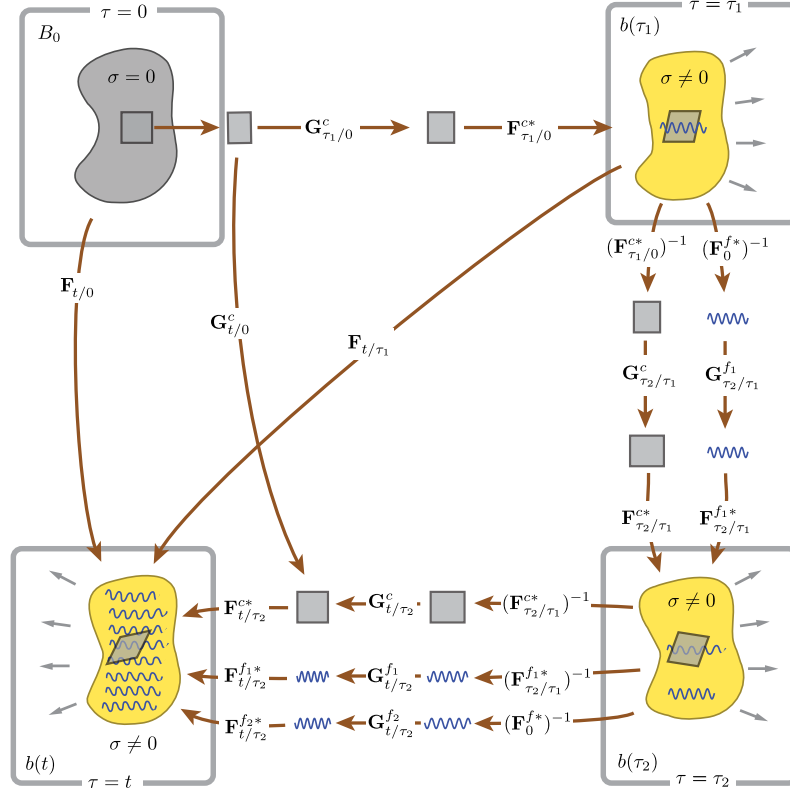 τ = 0
τ = τ₁
B₀
b(τ₁)
σ = 0
σ ≠ 0
G^c_{τ₁/0}
F^{c*}_{τ₁/0}
(F^{c*}_{τ₁/0})^{−1}
(F^{f*}_0)^{−1}
F_{t/0}
G^c_{t/0}
F_{t/τ₁}
G^c_{τ₂/τ₁}
G^{f₁}_{τ₂/τ₁}
F^{c*}_{τ₂/τ₁}
F^{f₁*}_{τ₂/τ₁}
F^{c*}_{t/τ₂}
G^c_{t/τ₂}
(F^{c*}_{τ₂/τ₁})^{−1}
σ ≠ 0
F^{f₁*}_{t/τ₂}
G^{f₁}_{t/τ₂}
(F^{f₁*}_{τ₂/τ₁})^{−1}
F^{f₂*}_{t/τ₂}
G^{f₂}_{t/τ₂}
(F^{f*}_0)^{−1}
σ ≠ 0
b(t)
b(τ₂)
τ = t
τ = τ₂